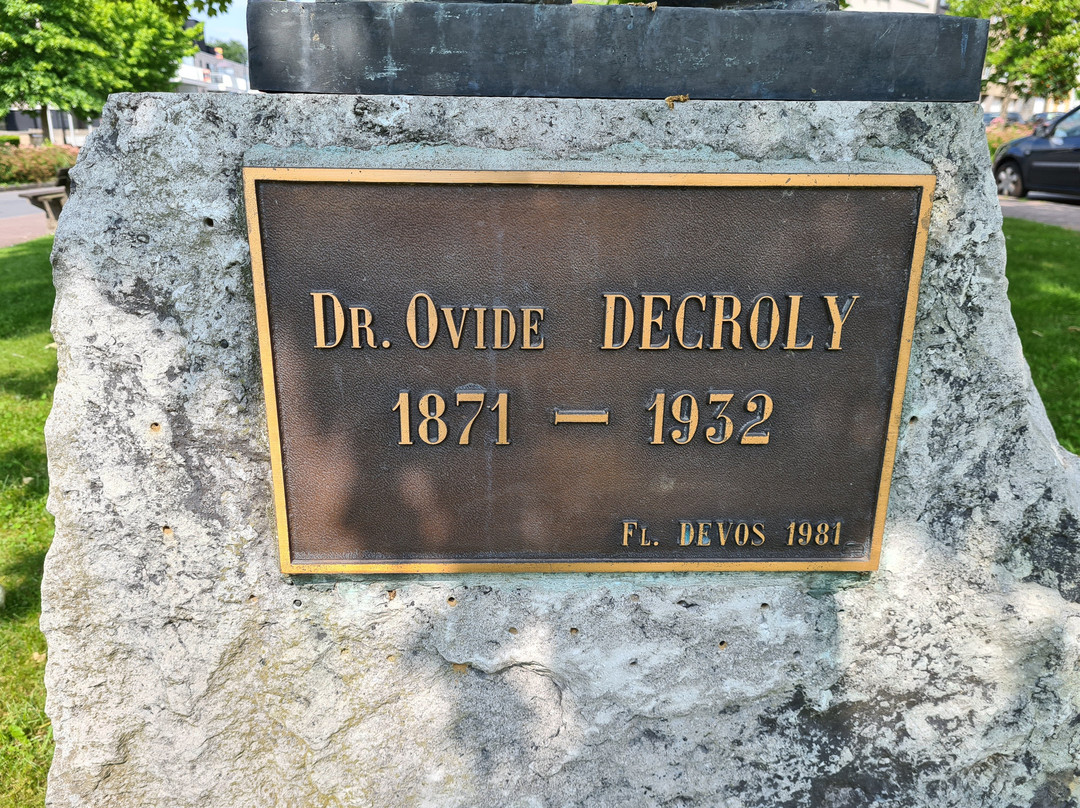 Dr. Ovide DECROLY
1871 — 1932
Fl. DEVOS 1981